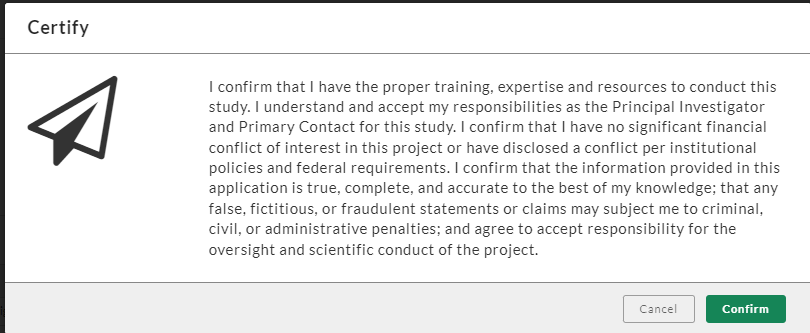 Certify
I confirm that I have the proper training, expertise and resources to conduct this
study. I understand and accept my responsibilities as the Principal Investigator
and Primary Contact for this study. I confirm that I have no significant financial
conflict of interest in this project or have disclosed a conflict per institutional
policies and federal requirements. I confirm that the information provided in this
application is true, complete, and accurate to the best of my knowledge; that any
false, fictitious, or fraudulent statements or claims may subject me to criminal,
civil, or administrative penalties; and agree to accept responsibility for the
oversight and scientific conduct of the project.
Cancel
Confirm